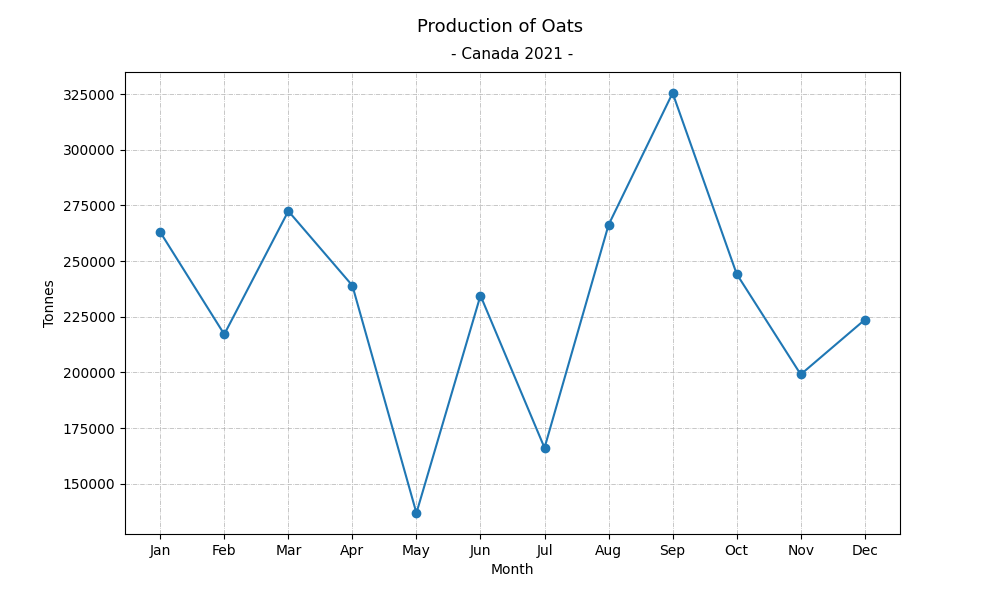 Production of Oats
- Canada 2021 -
325000
300000
275000
250000
225000
200000
175000
150000
Tonnes
Jan Feb Mar Apr May Jun Jul Aug Sep Oct Nov Dec
Month